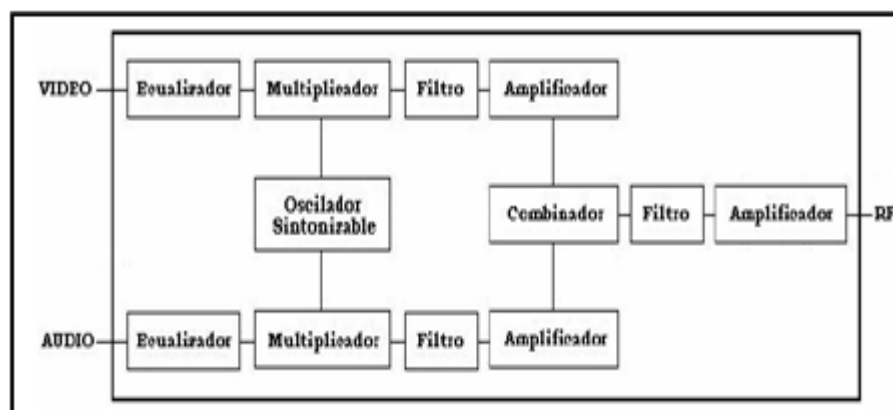 VIDEO
Ecualizador
Multiplicador
Filtro
Amplificador
Oscilador
Sintonizable
Combinador
Filtro
Amplificador
RF
AUDIO
Ecualizador
Multiplicador
Filtro
Amplificador